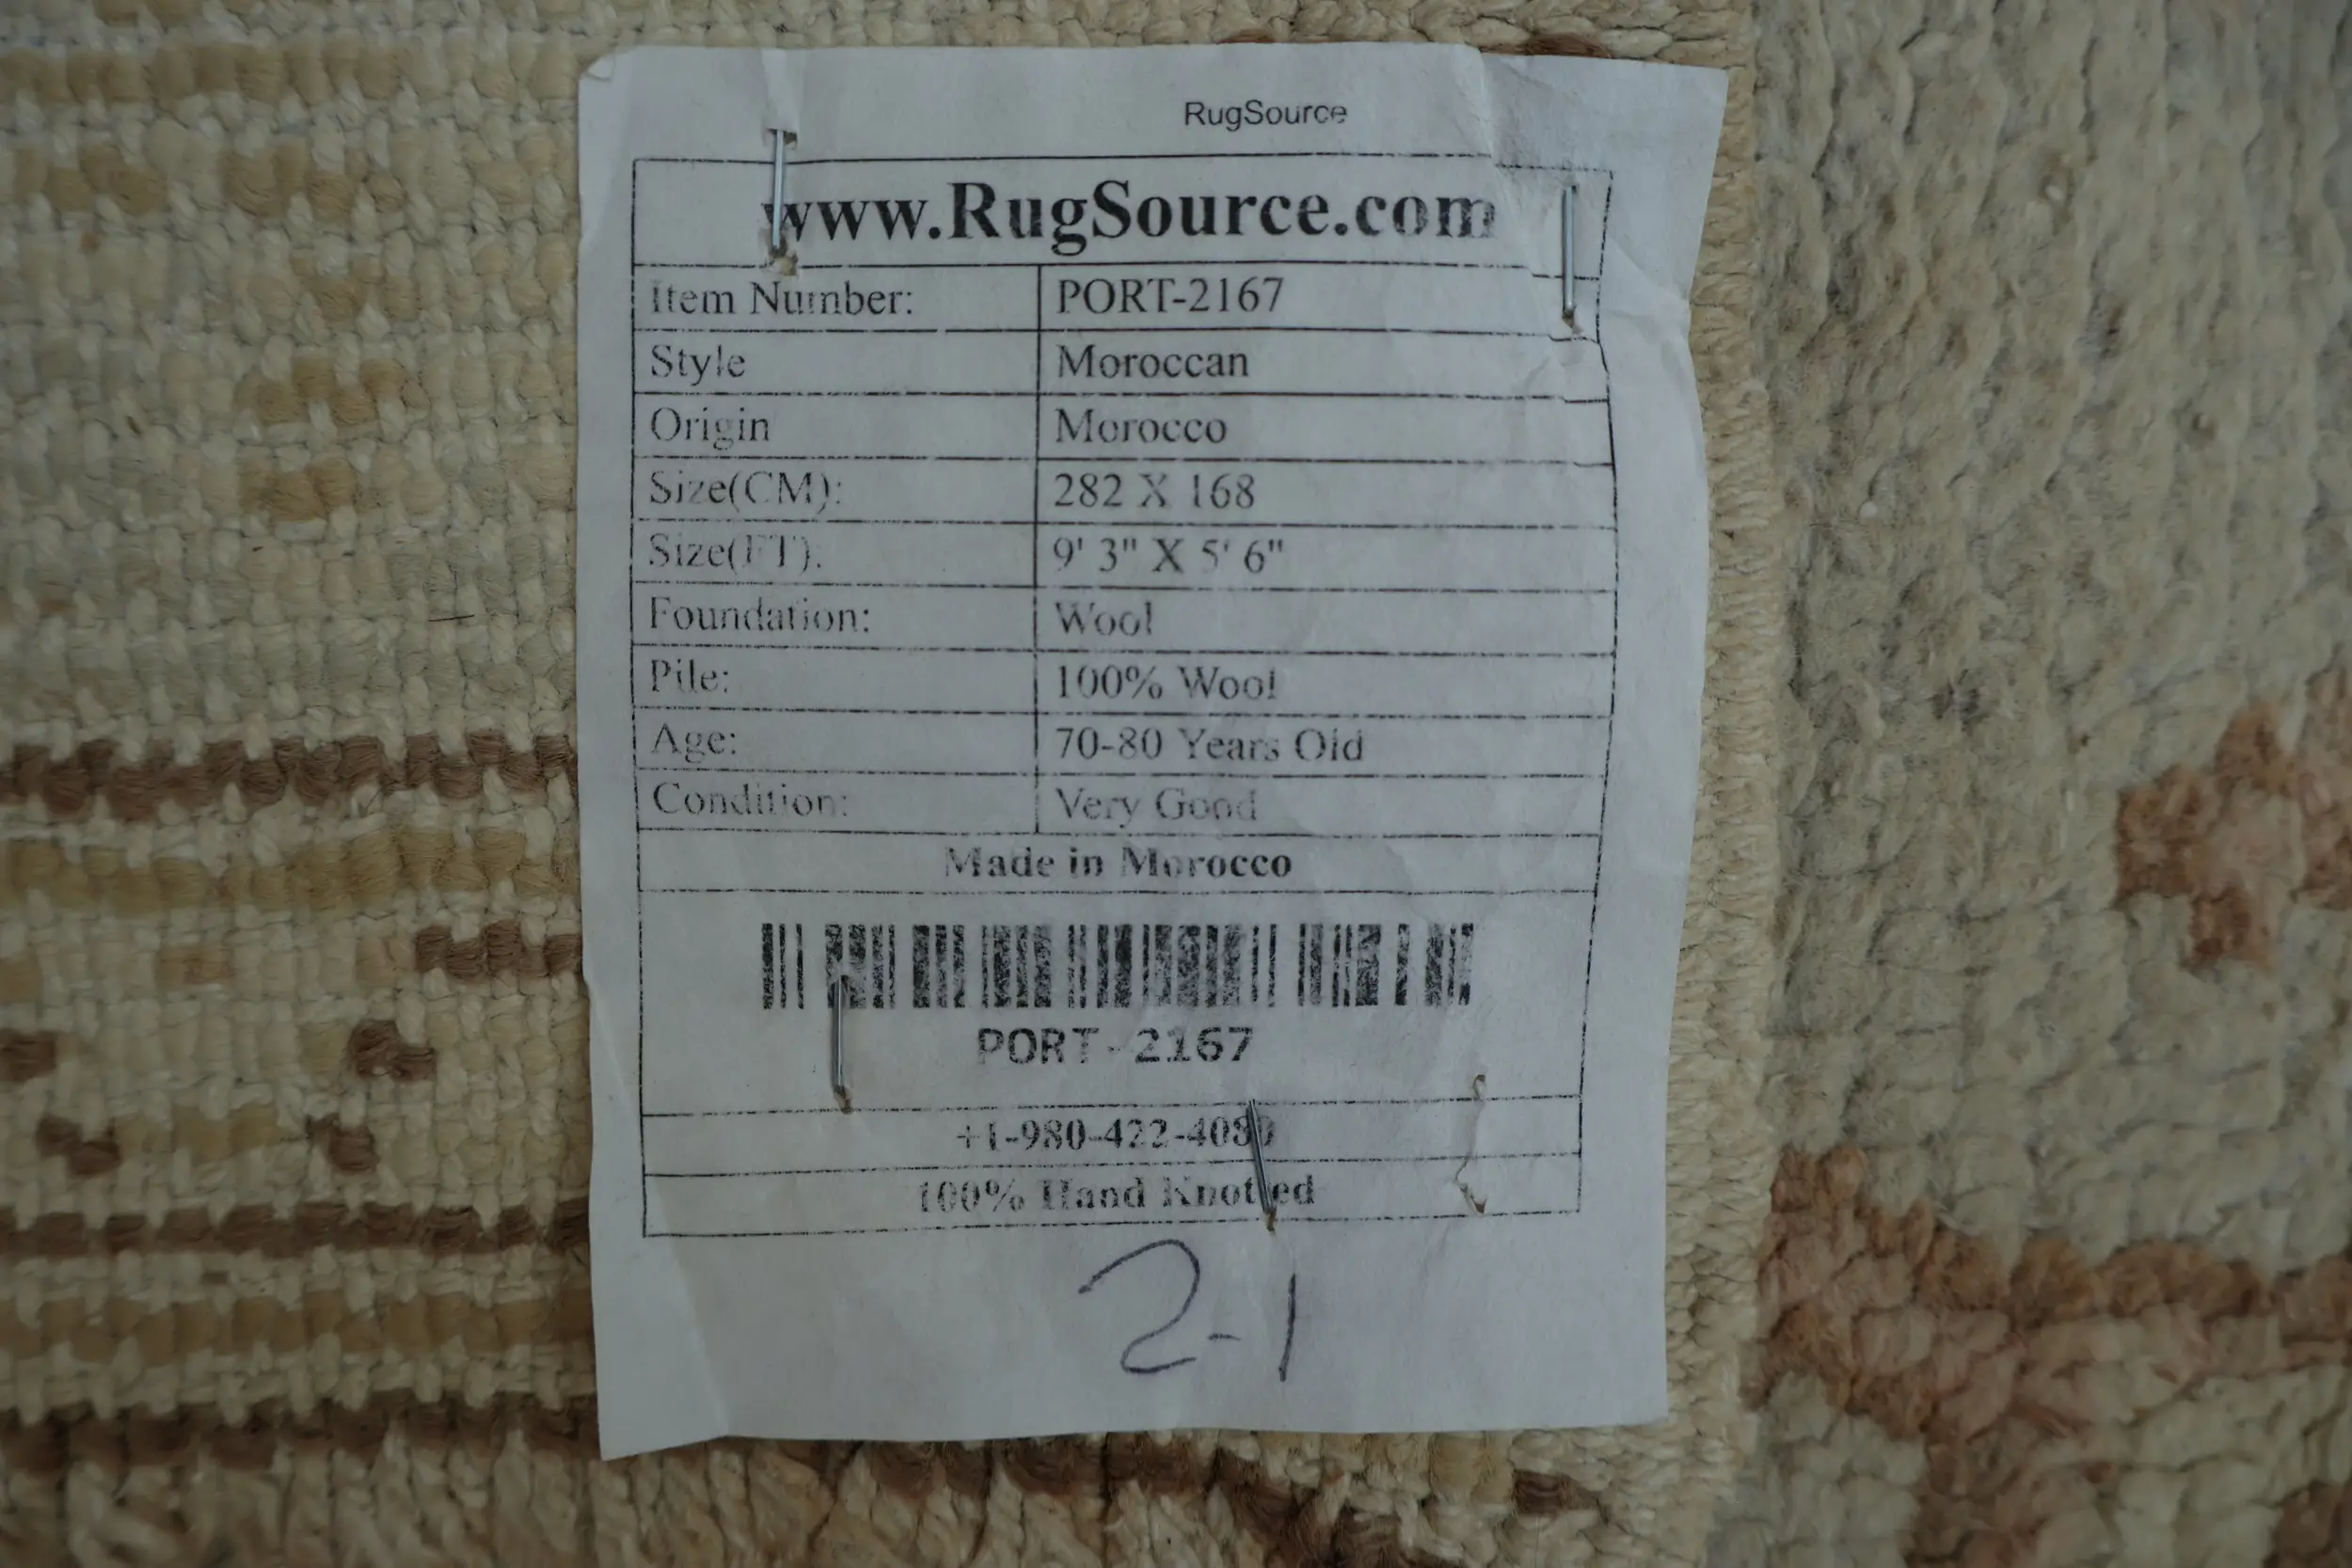 RugSource
www.RugSource.com
Item Number: PORT-2167
Style Moroccan
Origin Morocco
Size(CM): 282 X 168
Size(FT): 9' 3" X 5' 6"
Foundation: Wool
Pile: 100% Wool
Age: 70-80 Years Old
Condition: Very Good
Made in Morocco
PORT-2167
+1-980-422-4080
100% Hand Knotted
2-1